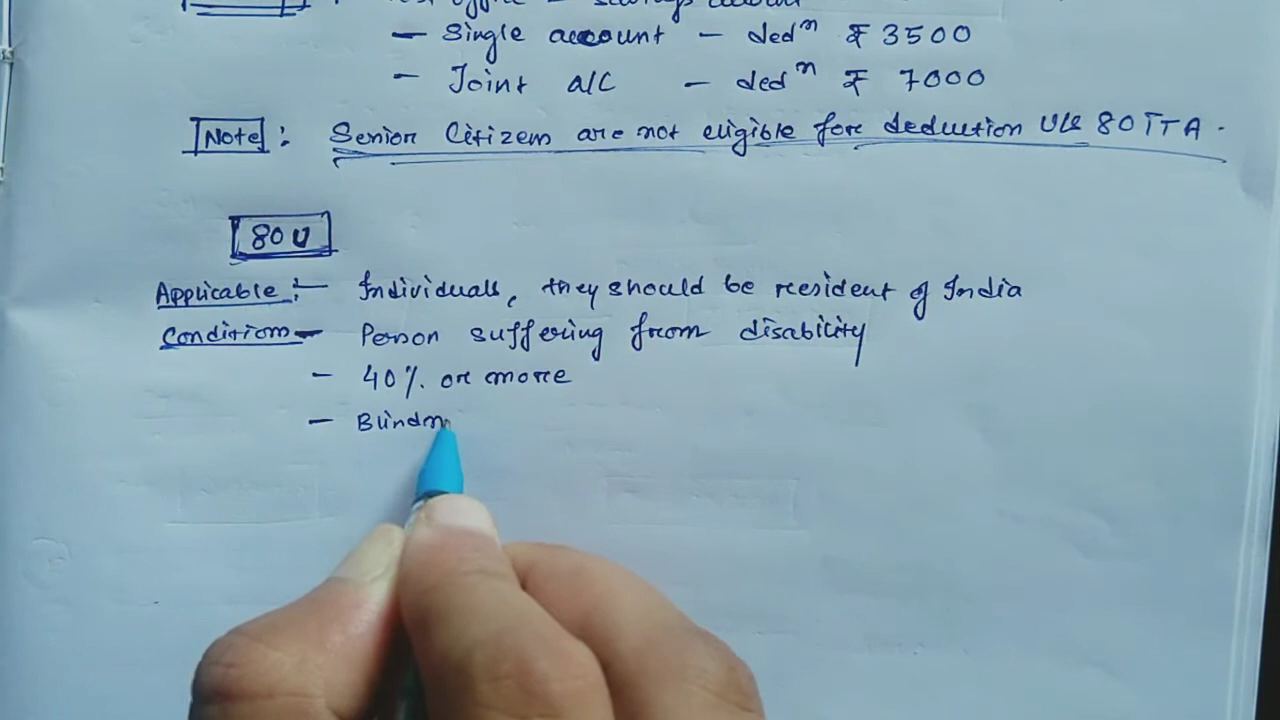 - Single account - dedⁿ ₹ 3500
- Joint a/c - dedⁿ ₹ 7000
Note : Senior Citizens are not eligible for deduction U/s 80TTA.
80U
Applicable :- Individuals, they should be resident of India
Conditions - Person suffering from disability
- 40% or more
- Blindn